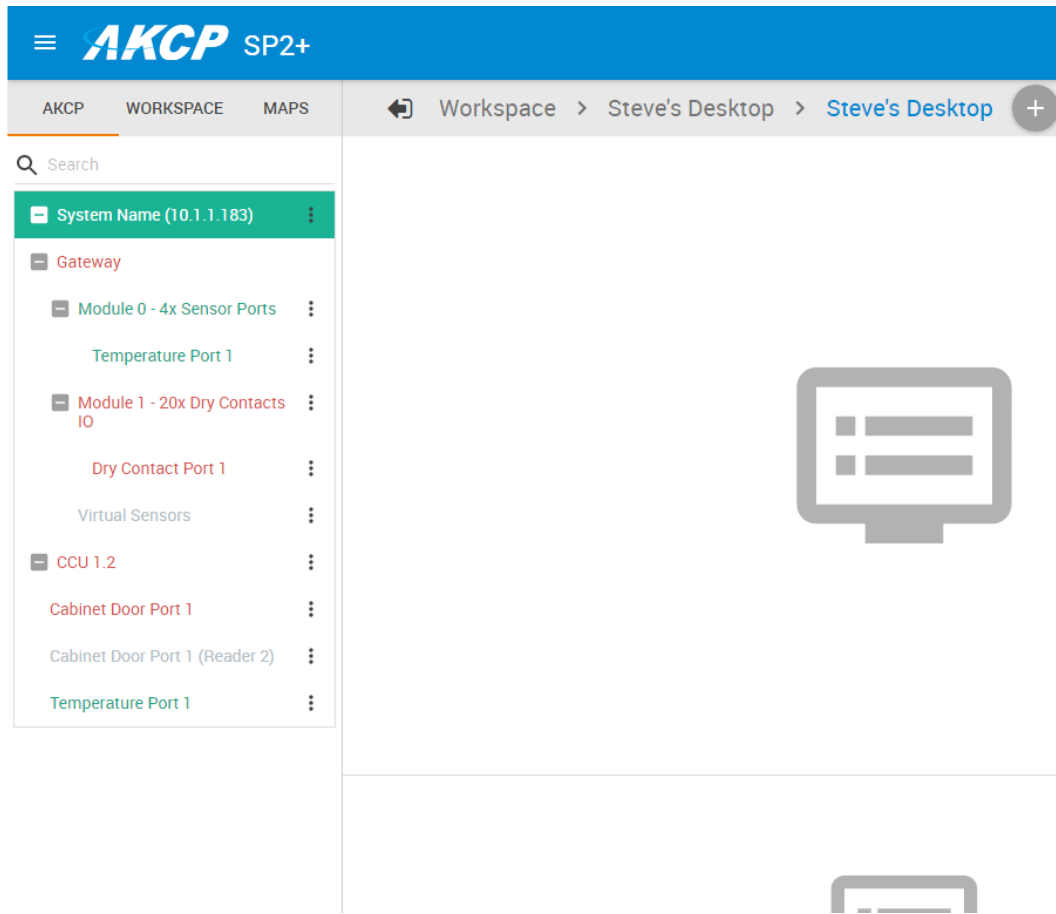 AKCP SP2+
AKCP WORKSPACE MAPS
Workspace > Steve's Desktop > Steve's Desktop +
Search
System Name (10.1.1.183)
Gateway
Module 0 - 4x Sensor Ports
Temperature Port 1
Module 1 - 20x Dry Contacts
IO
Dry Contact Port 1
Virtual Sensors
CCU 1.2
Cabinet Door Port 1
Cabinet Door Port 1 (Reader 2)
Temperature Port 1